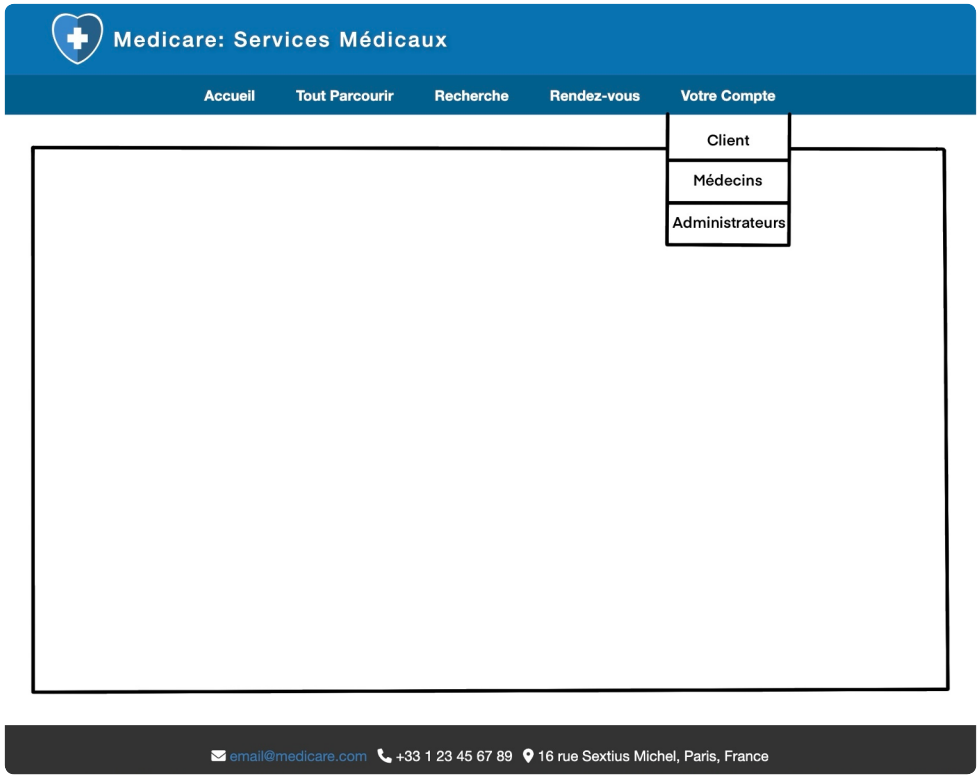 Medicare: Services Médicaux
Accueil Tout Parcourir Recherche Rendez-vous Votre Compte
Client
Médecins
Administrateurs
email@medicare.com +33 1 23 45 67 89 16 rue Sextius Michel, Paris, France